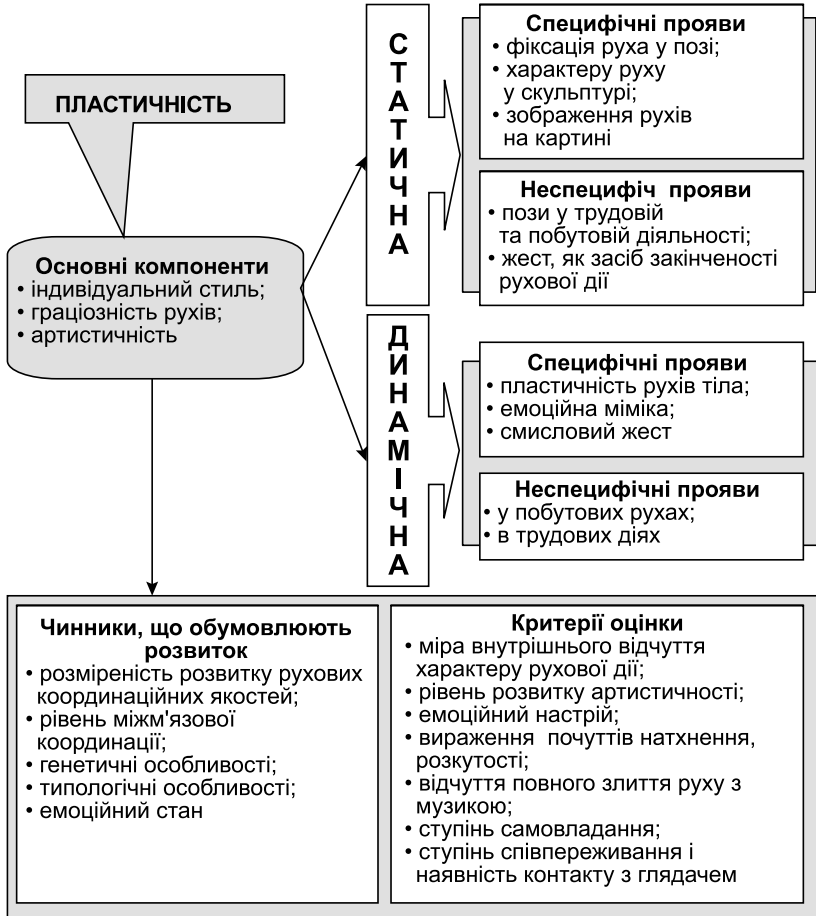 ПЛАСТИЧНІСТЬ
Основні компоненти
• індивідуальний стиль;
• граціозність рухів;
• артистичність
СТАТИЧНА
Специфічні прояви
• фіксація руха у позі;
• характеру руху
у скульптурі;
• зображення рухів
на картині
Неспецифіч прояви
• пози у трудовій
та побутовій діяльності;
• жест, як засіб закінченості
рухової дії
ДИНАМІЧНА
Специфічні прояви
• пластичність рухів тіла;
• емоційна міміка;
• смисловий жест
Неспецифічні прояви
• у побутових рухах;
• в трудових діях
Чинники, що обумовлюють
розвиток
• розміреність розвитку рухових
координаційних якостей;
• рівень міжм'язової
координації;
• генетичні особливості;
• типологічні особливості;
• емоційний стан
Критерії оцінки
• міра внутрішнього відчуття
характеру рухової дії;
• рівень розвитку артистичності;
• емоційний настрій;
• вираження почуттів натхнення,
розкутості;
• відчуття повного злиття руху з
музикою;
• ступінь самовладання;
• ступінь співпереживання і
наявність контакту з глядачем